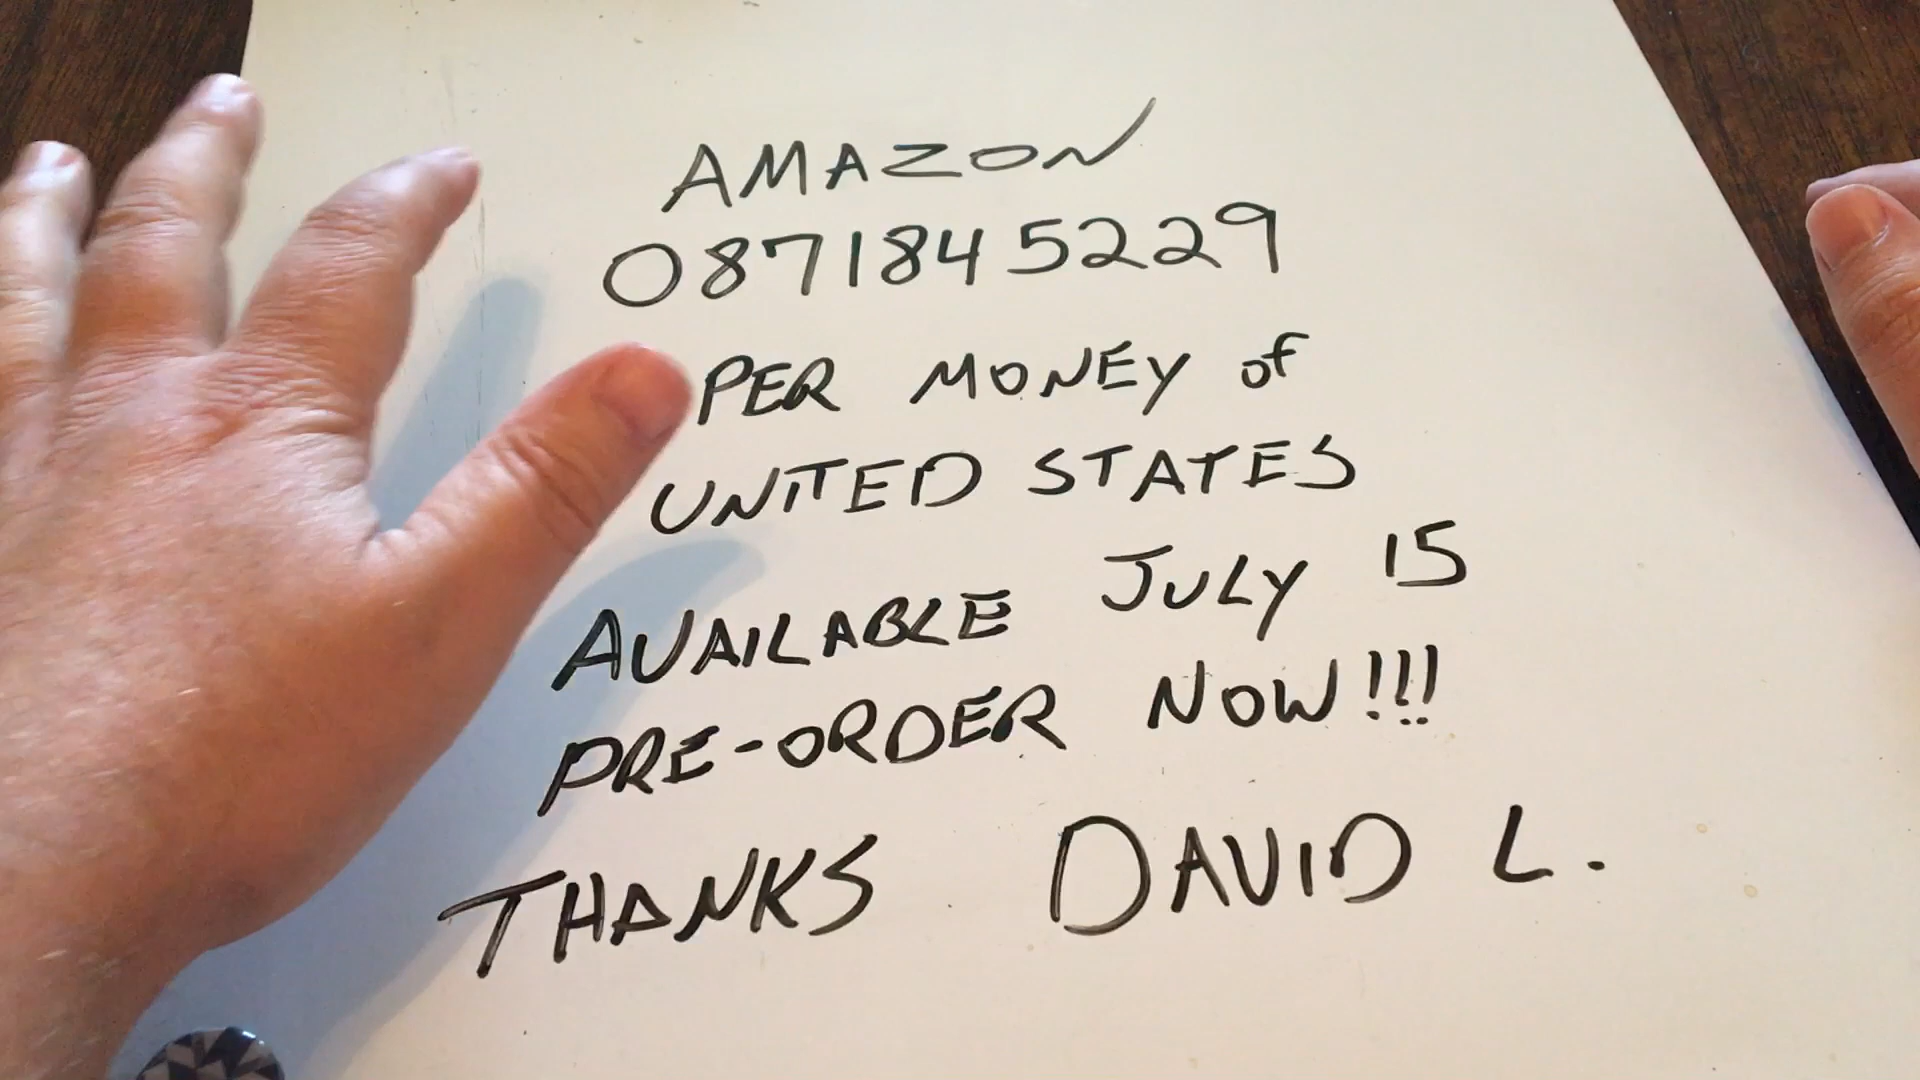 AMAZON
0871845229
PER MONEY of
UNITED STATES
AVAILABLE JULY 15
PRE-ORDER NOW!!!
THANKS DAVID L.